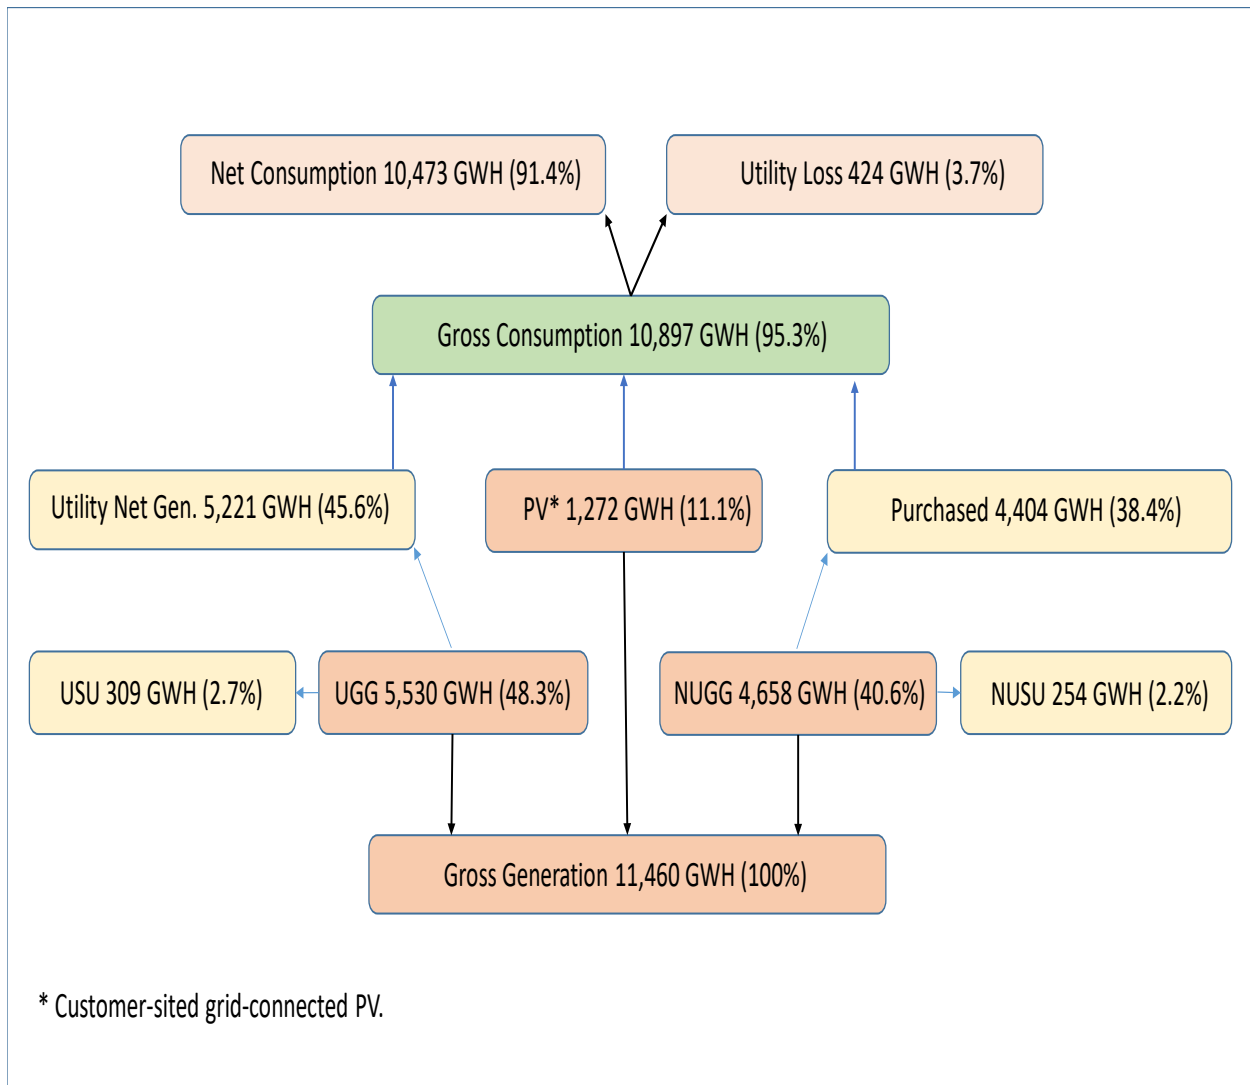 Net Consumption 10,473 GWH (91.4%)
Utility Loss 424 GWH (3.7%)
Gross Consumption 10,897 GWH (95.3%)
Utility Net Gen. 5,221 GWH (45.6%)
PV* 1,272 GWH (11.1%)
Purchased 4,404 GWH (38.4%)
USU 309 GWH (2.7%)
UGG 5,530 GWH (48.3%)
NUGG 4,658 GWH (40.6%)
NUSU 254 GWH (2.2%)
Gross Generation 11,460 GWH (100%)
* Customer-sited grid-connected PV.